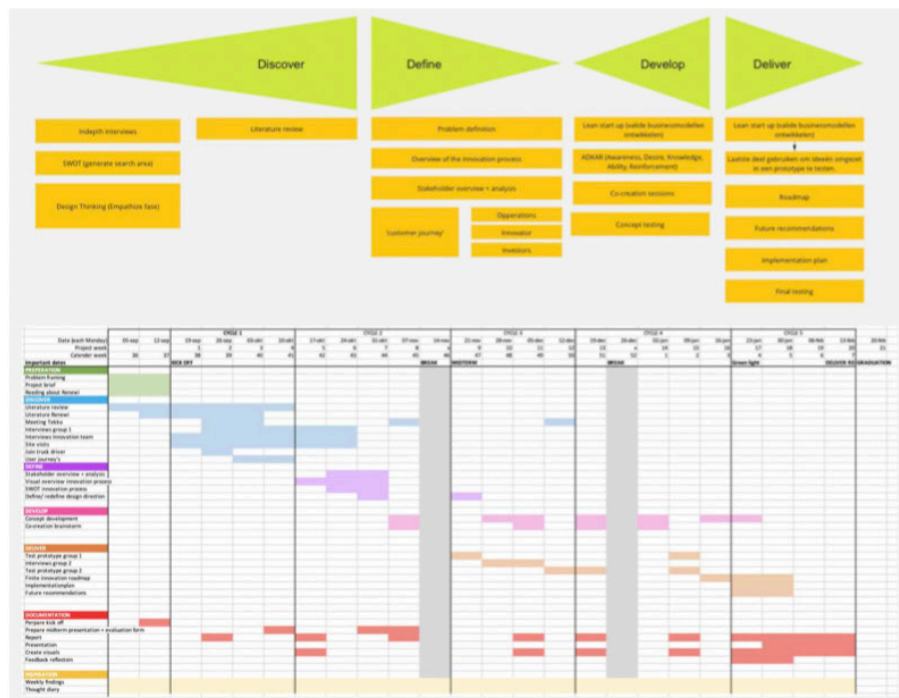 Discover
Define
Develop
Deliver
Indepth interviews
Literature review
Problem definition
Lean start up (valide businessmodellen ontwikkelen)
Lean start up (valide businessmodellen ontwikkelen)
SWOT (generate search area)
Overview of the innovation process
ADKAR (Awareness, Desire, Knowledge, Ability, Reinforcement)
Laatste deel gebruiken om ideeën omgezet in een prototype te testen.
Design Thinking (Empathize fase)
Stakeholder overview + analysis
Co-creation sessions
Roadmap
'customer journey'
Opperations
Innovator
Investors
Concept testing
Future recommendations
Implementation plan
Final testing
CYCLE 1
CYCLE 2
CYCLE 3
CYCLE 4
CYCLE 5
Date (each Monday)
Project week
Calender week
Important dates
KICK OFF
BREAK
MIDTERM
BREAK
Green light
GRADUATION
PREPARATION
Problem framing
Project brief
Reading about Renewi
DISCOVER
Literature review
Literature Renewi
Meeting Tekko
Interviews group 1
Interviews innovation team
Site visits
Join truck driver
User journey's
DEFINE
Stakeholder overview + analysis
Visual overview innovation process
SWOT innovation process
Define/ redefine design direction
DEVELOP
Concept development
Co-creation brainstorm
DELIVER
Test prototype group 1
Interviews group 2
Test prototype group 2
Finite innovation roadmap
Implementationplan
Future recommendations
DOCUMENTATION
Perpare kick off
Prepare midterm presentation + evaluation form
Report
Presentation
Create visuals
Feedback reflection
Weekly findings
Thought diary